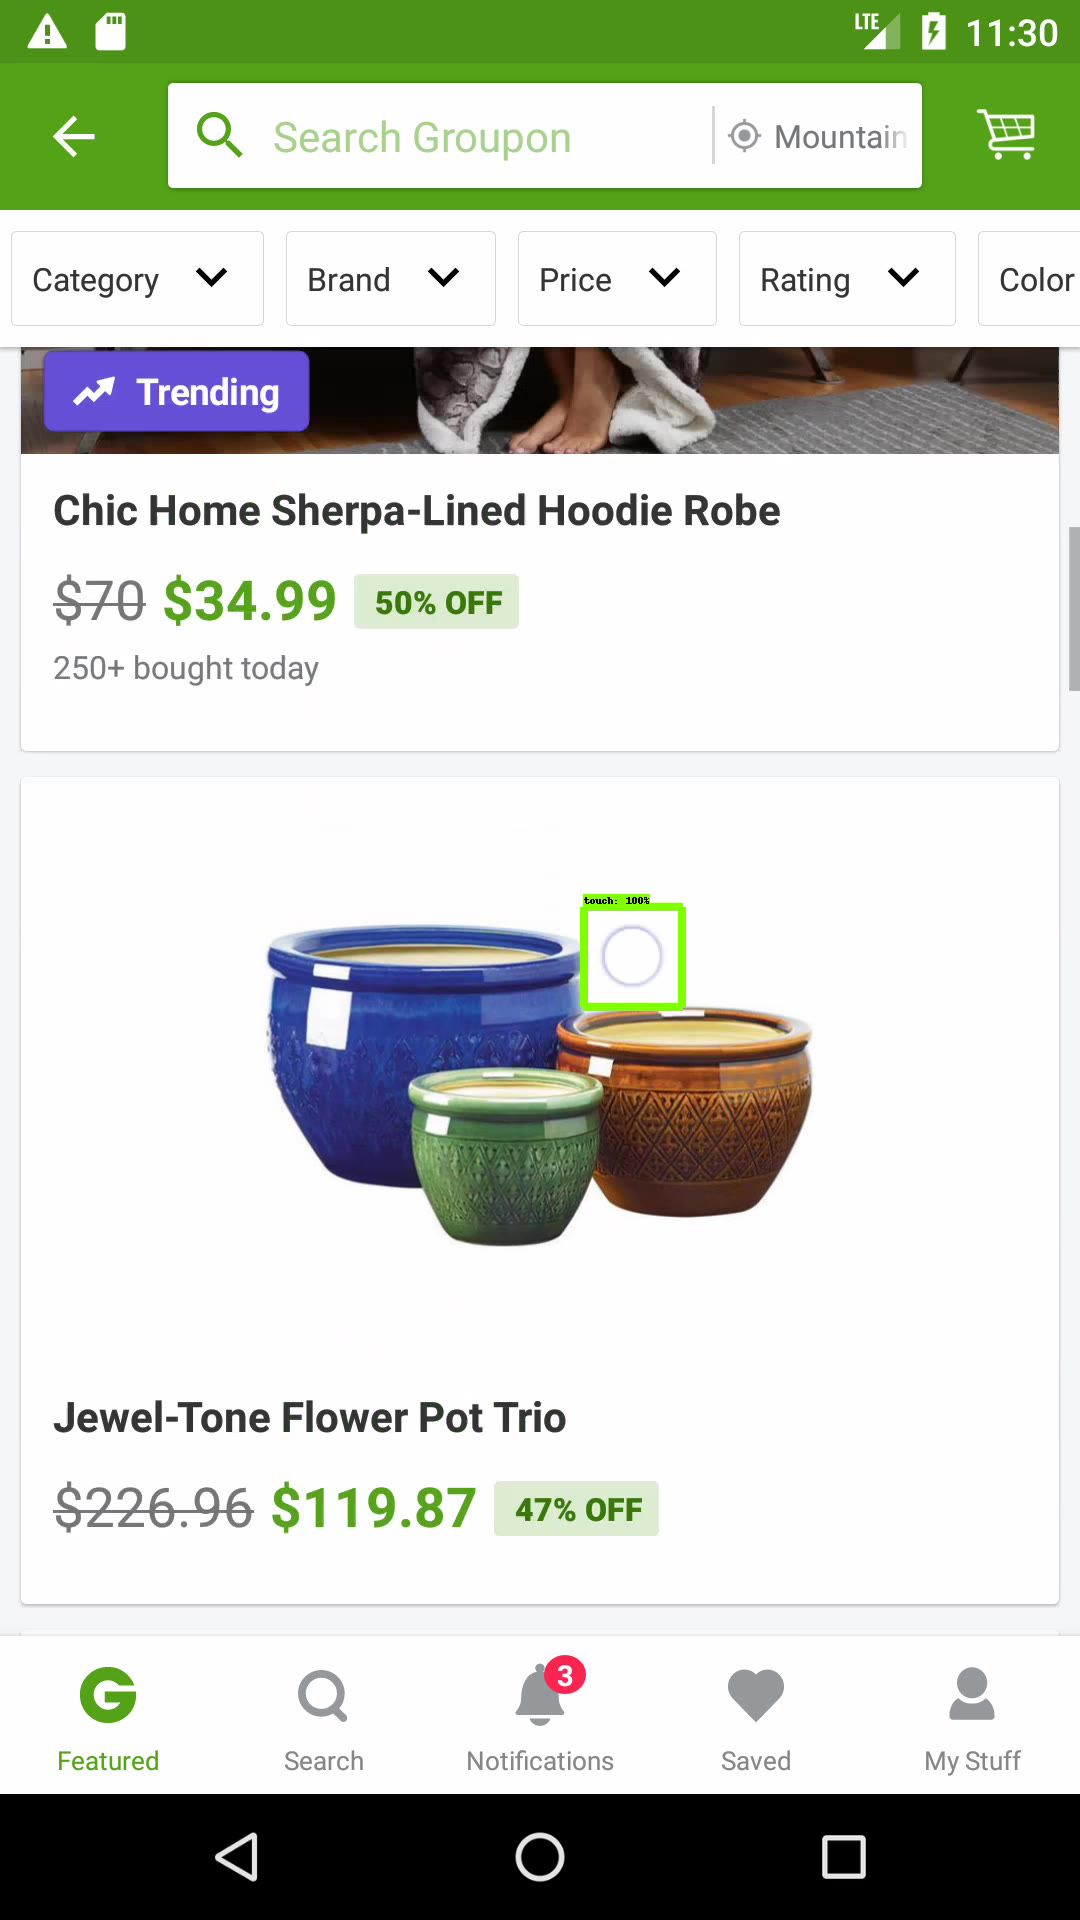 LTE 11:30
Search Groupon Mountain
Category Brand Price Rating Color
Trending
Chic Home Sherpa-Lined Hoodie Robe
$70 $34.99 50% OFF
250+ bought today
touch: 100%
Jewel-Tone Flower Pot Trio
$226.96 $119.87 47% OFF
3
Featured Search Notifications Saved My Stuff